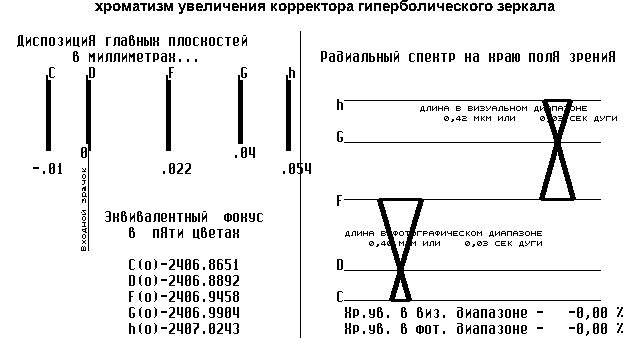 хроматизм увеличения корректора гиперболического зеркала
ДиспозициЯ главных плоскостей
в миллиметрах...
C D F G h
0
-.01 .022 .04 .054
Входной зрачок
Эквивалентный фокус
в пЯти цветах
C(o)-2406.8651
D(o)-2406.8892
F(o)-2406.9458
G(o)-2406.9904
h(o)-2407.0243
Радиальный спектр на краю полЯ зрениЯ
h
ДЛИНА В ВИЗУАЛЬНОМ ДИАПАЗОНЕ
0,42 МКМ ИЛИ 0,03 СЕК ДУГИ
G
F
ДЛИНА В ФОТОГРАФИЧЕСКОМ ДИАПАЗОНЕ
0,40 МКМ ИЛИ 0,03 СЕК ДУГИ
D
C
Хр.ув. в виз. диапазоне - -0,00 %
Хр.ув. в фот. диапазоне - -0,00 %